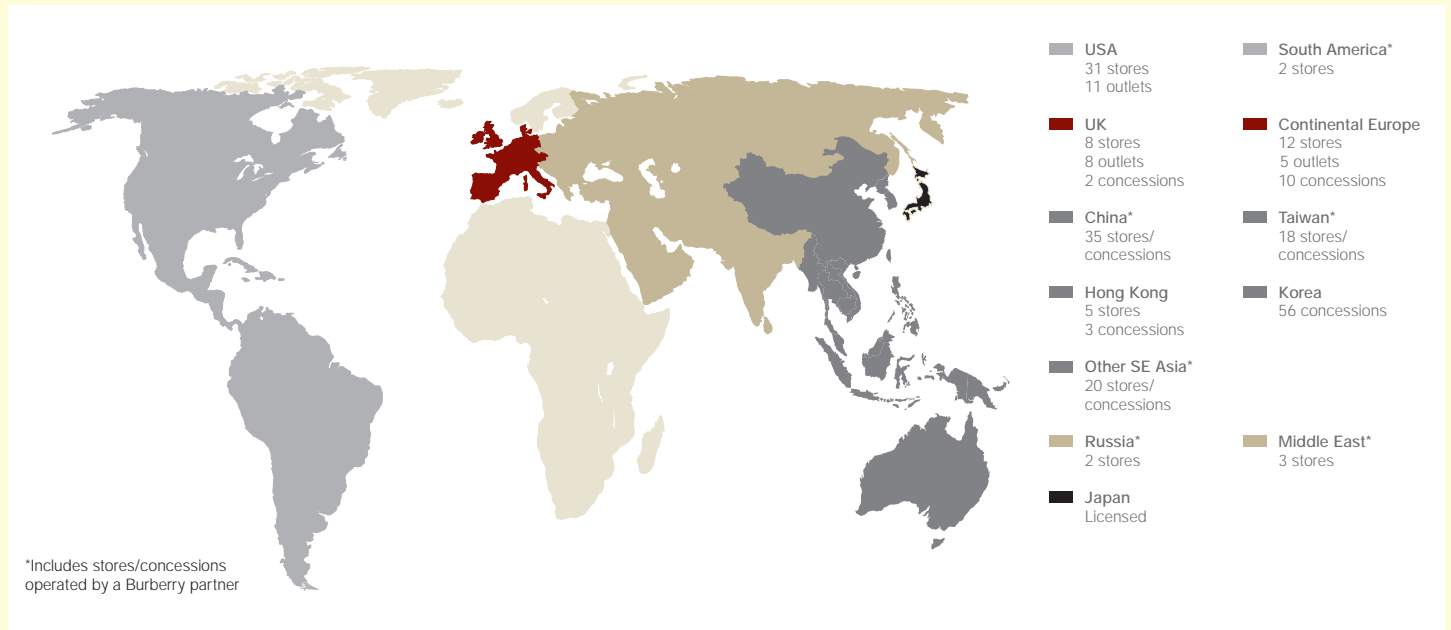 USA
31 stores
11 outlets
South America*
2 stores
UK
8 stores
8 outlets
2 concessions
Continental Europe
12 stores
5 outlets
10 concessions
China*
35 stores/
concessions
Taiwan*
18 stores/
concessions
Hong Kong
5 stores
3 concessions
Korea
56 concessions
Other SE Asia*
20 stores/
concessions
Russia*
2 stores
Middle East*
3 stores
Japan
Licensed
*Includes stores/concessions
operated by a Burberry partner